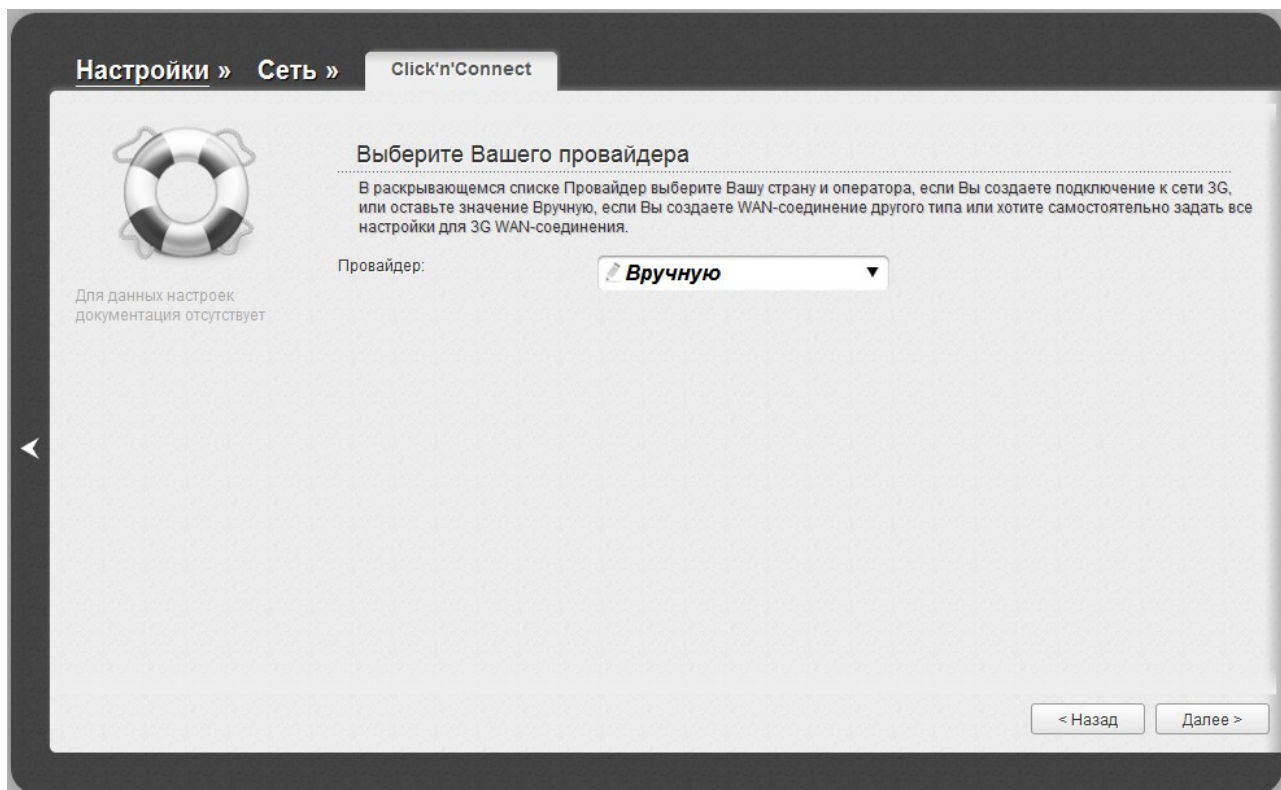 Настройки » Сеть » Click'n'Connect
Выберите Вашего провайдера
В раскрывающемся списке Провайдер выберите Вашу страну и оператора, если Вы создаете подключение к сети 3G,
или оставьте значение Вручную, если Вы создаете WAN-соединение другого типа или хотите самостоятельно задать все
настройки для 3G WAN-соединения.
Провайдер: Вручную
Для данных настроек
документация отсутствует
< Назад Далее >